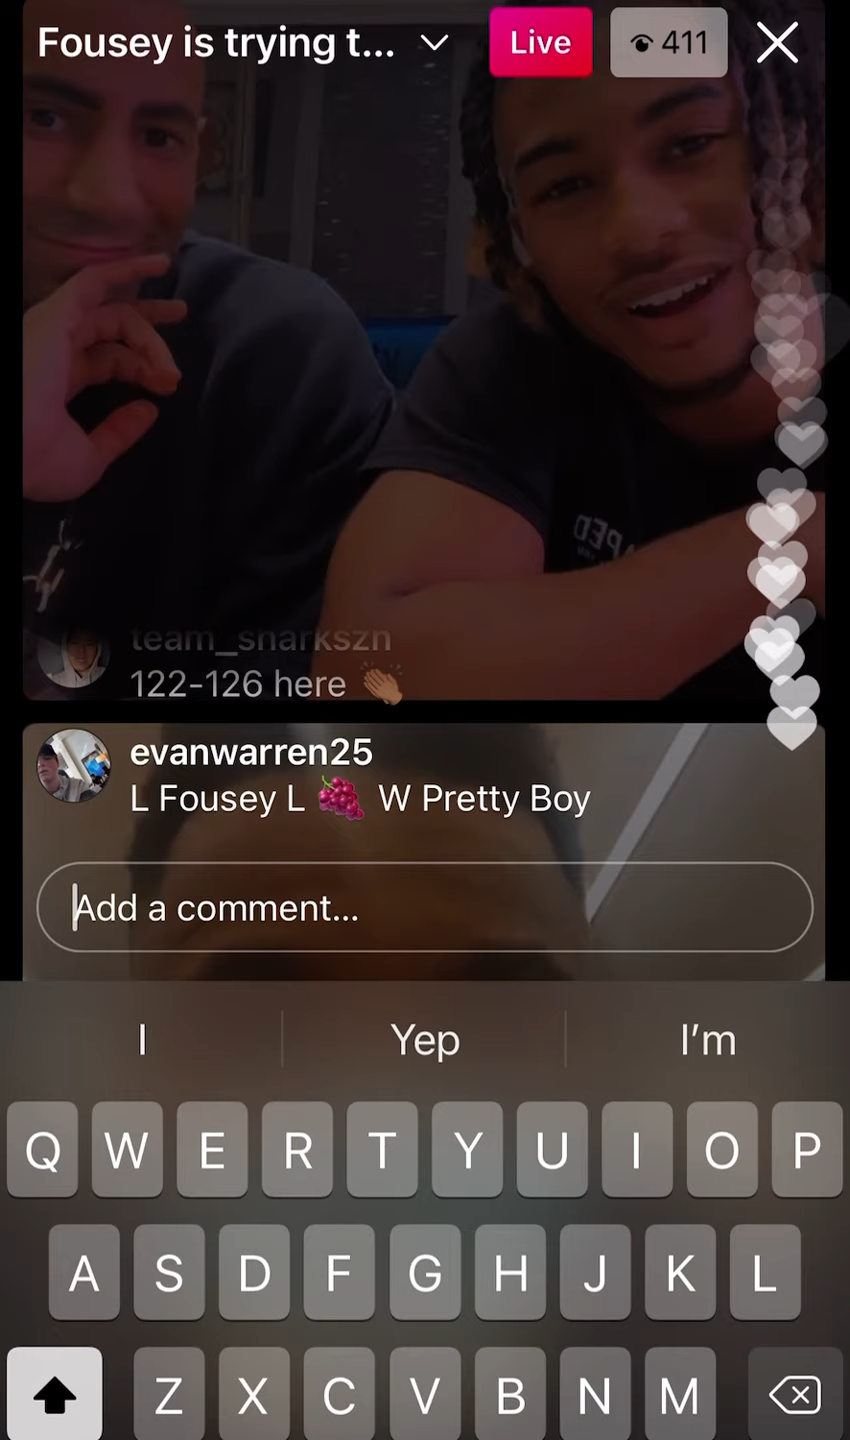 Fousey is trying t...
Live
411
team_sharkszn
122-126 here 👏
evanwarren25
L Fousey L 🍇 W Pretty Boy
Add a comment...
I
Yep
I'm
Q W E R T Y U I O P
A S D F G H J K L
Z X C V B N M